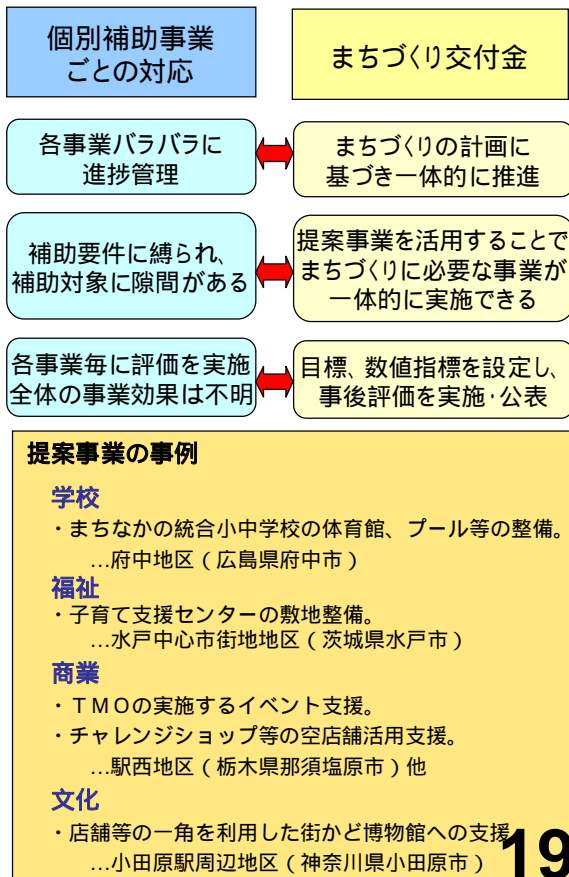 個別補助事業
ごとの対応
まちづくり交付金
各事業バラバラに
進捗管理
まちづくりの計画に
基づき一体的に推進
補助要件に縛られ、
補助対象に隙間がある
提案事業を活用することで
まちづくりに必要な事業が
一体的に実施できる
各事業毎に評価を実施
全体の事業効果は不明
目標、数値指標を設定し、
事後評価を実施・公表
提案事業の事例
学校
・まちなかの統合小中学校の体育館、プール等の整備。
…府中地区(広島県府中市)
福祉
・子育て支援センターの敷地整備。
…水戸中心市街地地区(茨城県水戸市)
商業
・TMOの実施するイベント支援。
・チャレンジショップ等の空店舗活用支援。
…駅西地区(栃木県那須塩原市)他
文化
・店舗等の一角を利用した街かど博物館への支援
…小田原駅周辺地区(神奈川県小田原市)
19